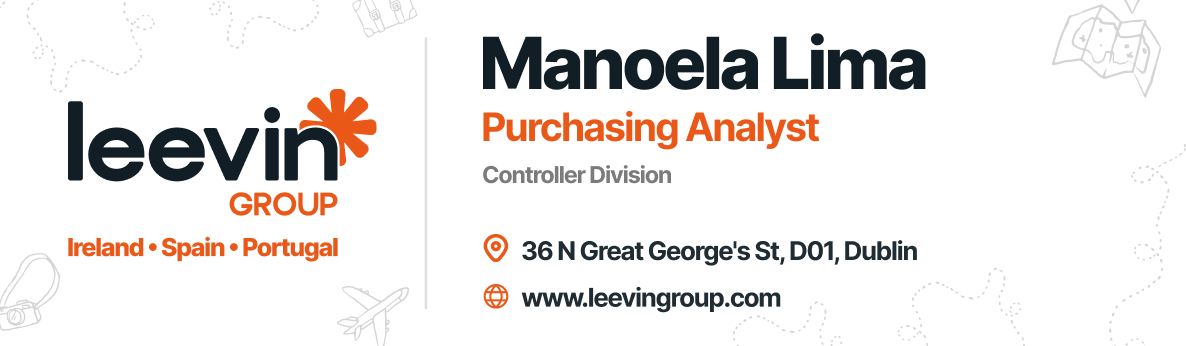 leevin
GROUP
Ireland • Spain • Portugal
Manoela Lima
Purchasing Analyst
Controller Division
36 N Great George's St, D01, Dublin
www.leevingroup.com